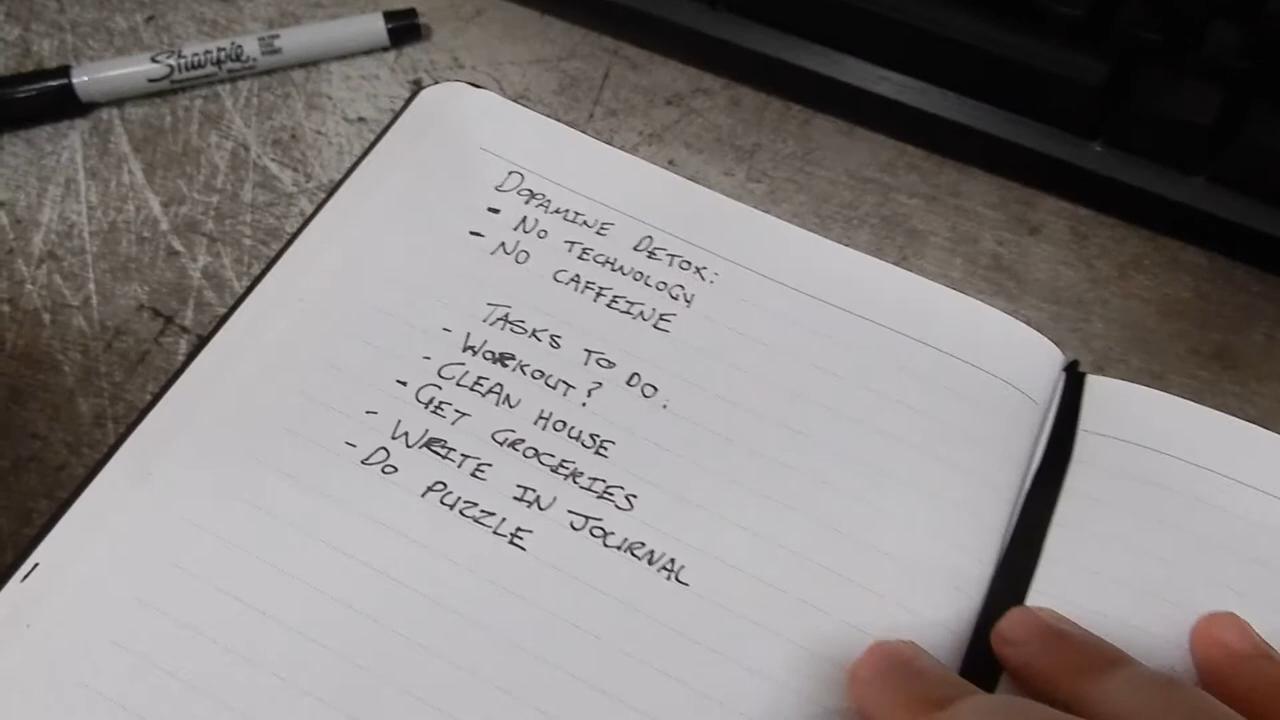 Sharpie
DOPAMINE DETOX:
- NO TECHNOLOGY
- NO CAFFEINE
TASKS TO DO:
- WORKOUT?
- CLEAN HOUSE
- GET GROCERIES
- WRITE IN JOURNAL
- DO PUZZLE